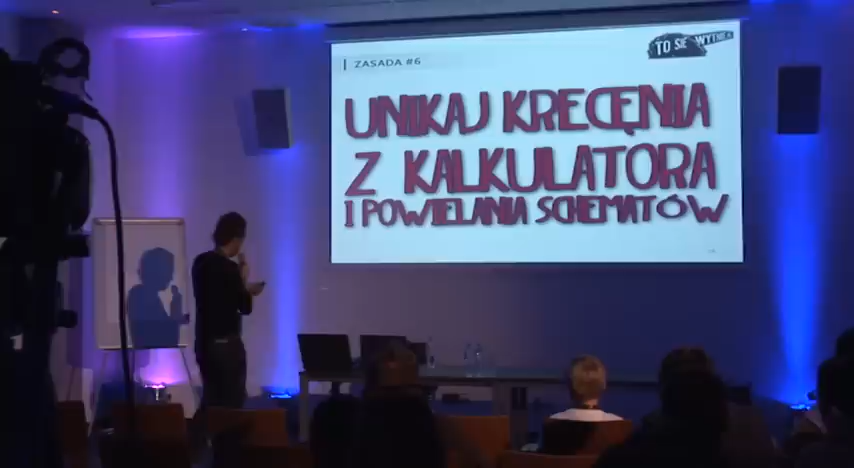 TO SIĘ WYTNIE
ZASADA #6
UNIKAJ KRĘCENIA
Z KALKULATORA
I POWIELANIA SCHEMATÓW